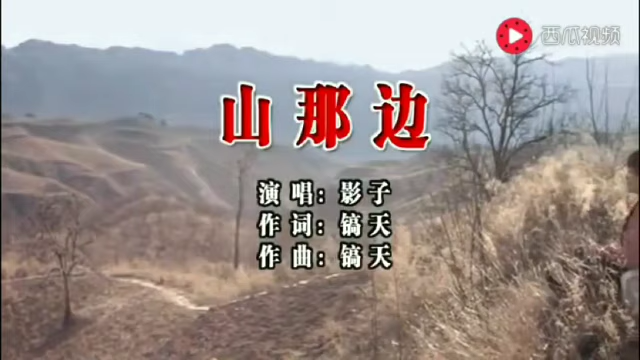 西瓜视频
山那边
演唱：影子
作词：镐天
作曲：镐天